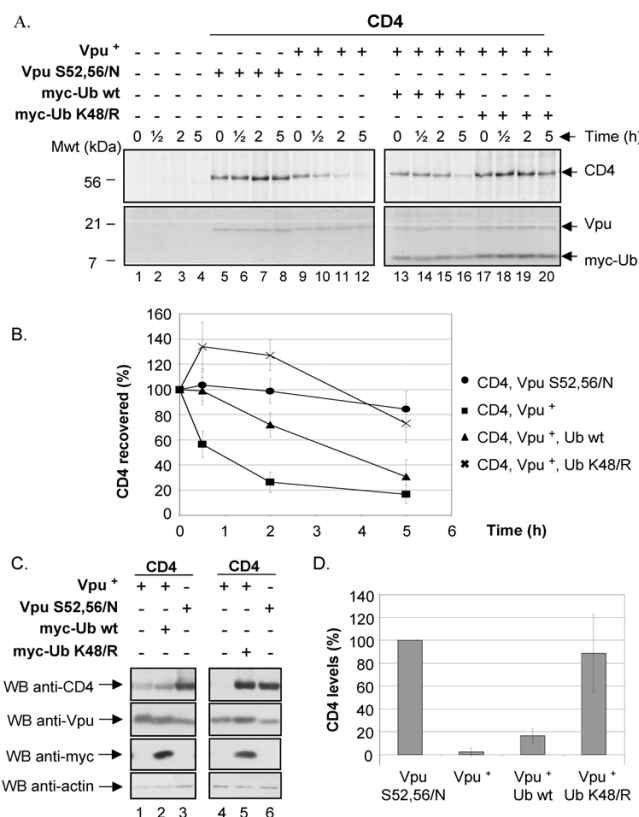 A.
CD4
Vpu + - - - - - - - - + + + + + + + + + + + +
Vpu S52,56/N - - - - + + + + - - - - - - - - - - - -
myc-Ub wt - - - - - - - - - - - - + + + + - - - -
myc-Ub K48/R - - - - - - - - - - - - - - - - + + + +
0 ½ 2 5 0 ½ 2 5 0 ½ 2 5 0 ½ 2 5 0 ½ 2 5 Time (h)
Mwt (kDa)
56 CD4
21 Vpu
7 myc-Ub
1 2 3 4 5 6 7 8 9 10 11 12 13 14 15 16 17 18 19 20
B.
CD4 recovered (%)
160
140
120
100
80
60
40
20
0
0 1 2 3 4 5 6 Time (h)
CD4, Vpu S52,56/N
CD4, Vpu +
CD4, Vpu +, Ub wt
CD4, Vpu +, Ub K48/R
C.
CD4 CD4
Vpu + + + - + + -
Vpu S52,56/N - - + - - +
myc-Ub wt - + - - - -
myc-Ub K48/R - - - - + -
WB anti-CD4
WB anti-Vpu
WB anti-myc
WB anti-actin
1 2 3 4 5 6
D.
CD4 levels (%)
140
120
100
80
60
40
20
0
Vpu Vpu + Vpu + Vpu +
S52,56/N Ub wt Ub K48/R